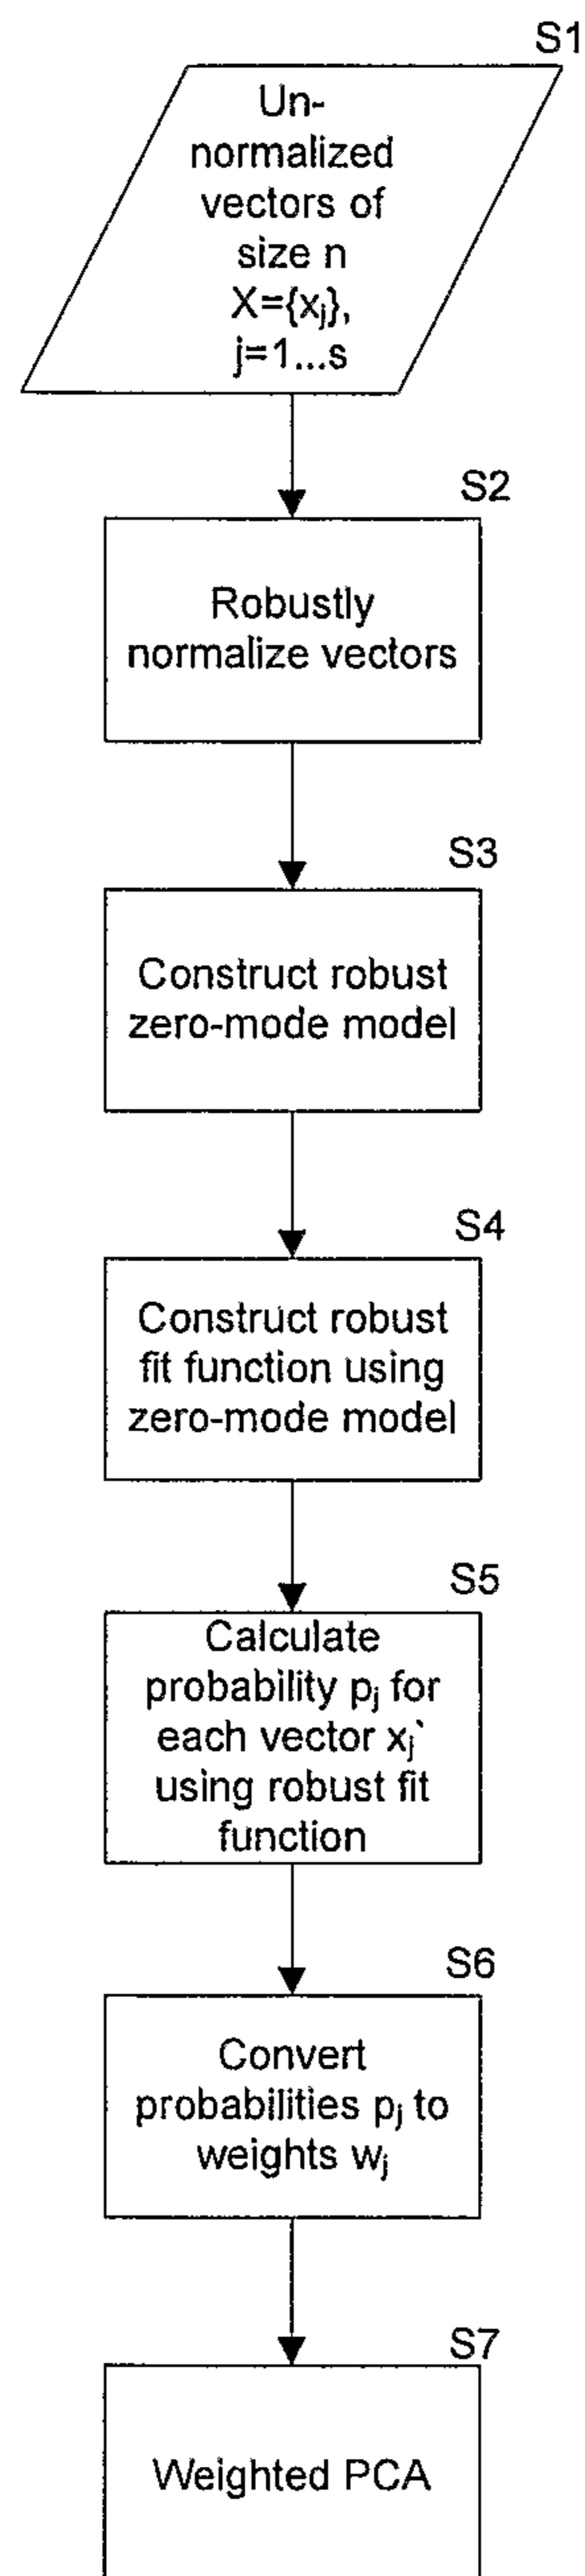 S1
Un-
normalized
vectors of
size n
X={xⱼ},
j=1...s
S2
Robustly
normalize vectors
S3
Construct robust
zero-mode model
S4
Construct robust
fit function using
zero-mode model
S5
Calculate
probability pⱼ for
each vector xⱼ`
using robust fit
function
S6
Convert
probabilities pⱼ to
weights wⱼ
S7
Weighted PCA